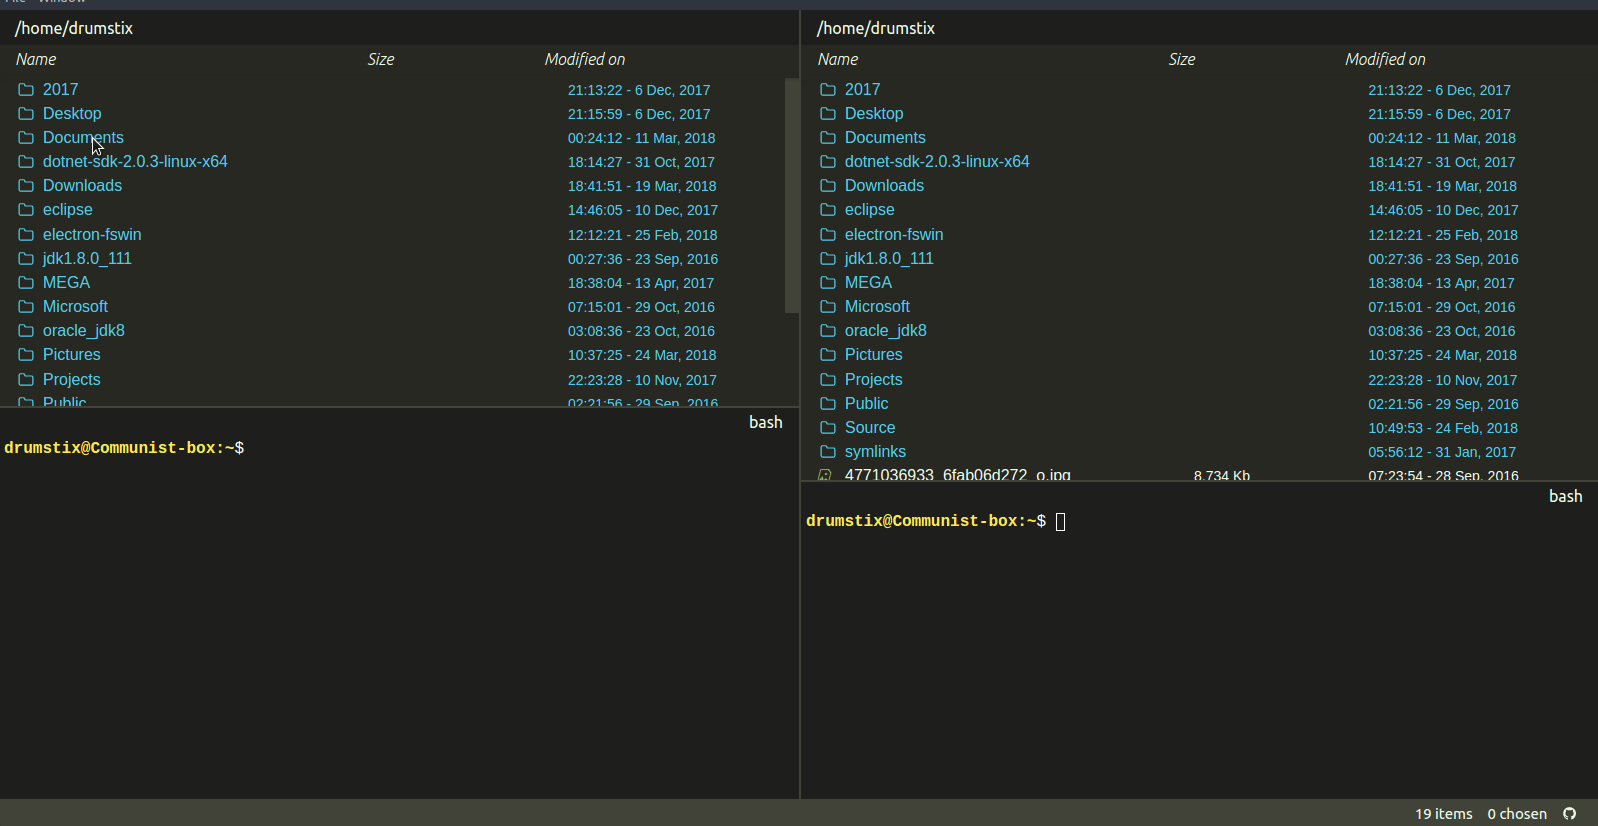 File Window
/home/drumstix
Name Size Modified on
2017 21:13:22 - 6 Dec, 2017
Desktop 21:15:59 - 6 Dec, 2017
Documents 00:24:12 - 11 Mar, 2018
dotnet-sdk-2.0.3-linux-x64 18:14:27 - 31 Oct, 2017
Downloads 18:41:51 - 19 Mar, 2018
eclipse 14:46:05 - 10 Dec, 2017
electron-fswin 12:12:21 - 25 Feb, 2018
jdk1.8.0_111 00:27:36 - 23 Sep, 2016
MEGA 18:38:04 - 13 Apr, 2017
Microsoft 07:15:01 - 29 Oct, 2016
oracle_jdk8 03:08:36 - 23 Oct, 2016
Pictures 10:37:25 - 24 Mar, 2018
Projects 22:23:28 - 10 Nov, 2017
Public 02:21:56 - 29 Sep, 2016
bash
drumstix@Communist-box:~$
/home/drumstix
Name Size Modified on
2017 21:13:22 - 6 Dec, 2017
Desktop 21:15:59 - 6 Dec, 2017
Documents 00:24:12 - 11 Mar, 2018
dotnet-sdk-2.0.3-linux-x64 18:14:27 - 31 Oct, 2017
Downloads 18:41:51 - 19 Mar, 2018
eclipse 14:46:05 - 10 Dec, 2017
electron-fswin 12:12:21 - 25 Feb, 2018
jdk1.8.0_111 00:27:36 - 23 Sep, 2016
MEGA 18:38:04 - 13 Apr, 2017
Microsoft 07:15:01 - 29 Oct, 2016
oracle_jdk8 03:08:36 - 23 Oct, 2016
Pictures 10:37:25 - 24 Mar, 2018
Projects 22:23:28 - 10 Nov, 2017
Public 02:21:56 - 29 Sep, 2016
Source 10:49:53 - 24 Feb, 2018
symlinks 05:56:12 - 31 Jan, 2017
4771036933_6fab06d272_o.jpg 8.734 Kb 07:23:54 - 28 Sep, 2016
bash
drumstix@Communist-box:~$
19 items 0 chosen